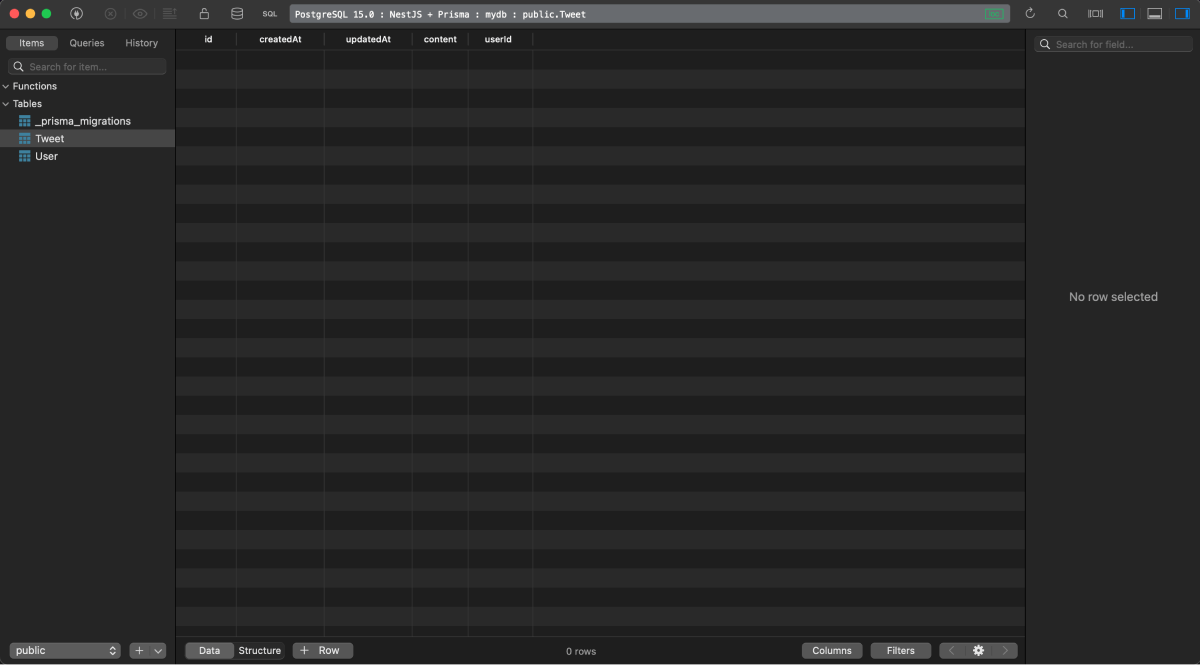 SQL
PostgreSQL 15.0 : NestJS + Prisma : mydb : public.Tweet
Items
Queries
History
Search for item...
Functions
Tables
_prisma_migrations
Tweet
User
id
createdAt
updatedAt
content
userId
Search for field...
No row selected
public
Data
Structure
+ Row
0 rows
Columns
Filters